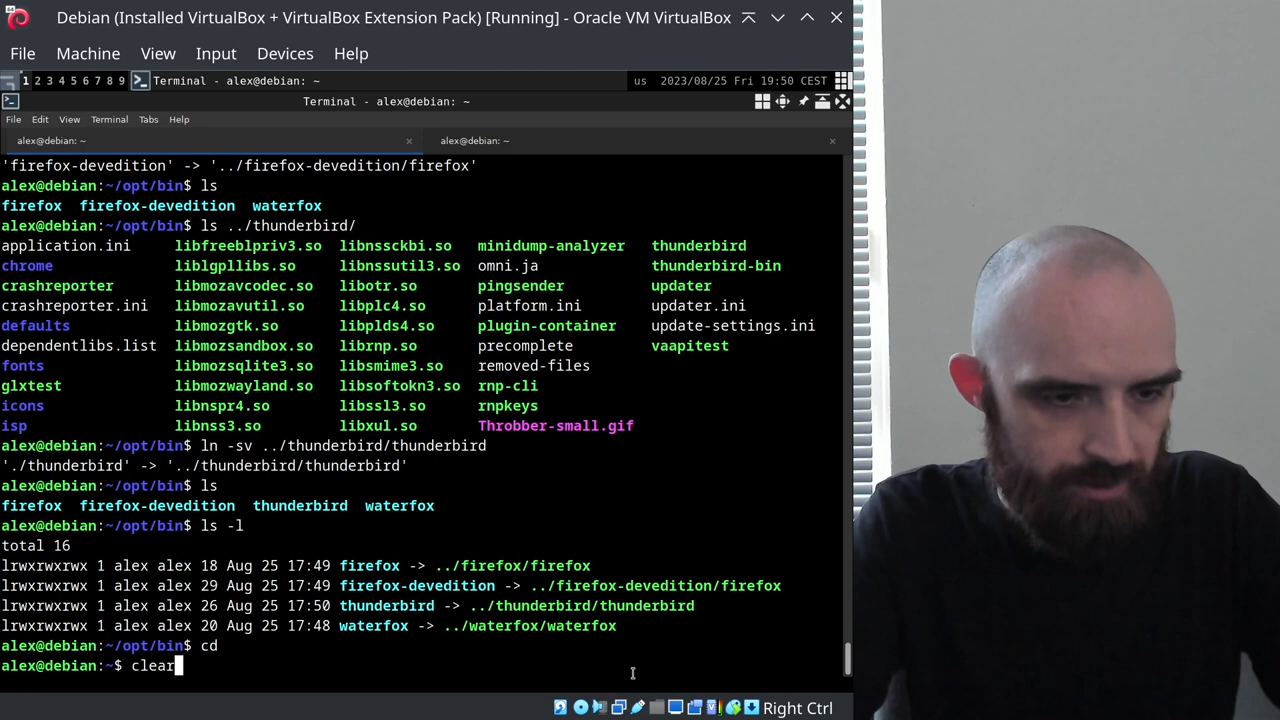 Debian (Installed VirtualBox + VirtualBox Extension Pack) [Running] - Oracle VM VirtualBox
File Machine View Input Devices Help
1 2 3 4 5 6 7 8 9 Terminal - alex@debian: ~ us 2023/08/25 Fri 19:50 CEST
Terminal - alex@debian: ~
File Edit View Terminal Tabs Help
alex@debian: ~ × alex@debian: ~ ×
'firefox-devedition' -> '../firefox-devedition/firefox'
alex@debian:~/opt/bin$ ls
firefox firefox-devedition waterfox
alex@debian:~/opt/bin$ ls ../thunderbird/
application.ini libfreeblpriv3.so libnssckbi.so minidump-analyzer thunderbird
chrome liblgpllibs.so libnssutil3.so omni.ja thunderbird-bin
crashreporter libmozavcodec.so libotr.so pingsender updater
crashreporter.ini libmozavutil.so libplc4.so platform.ini updater.ini
defaults libmozgtk.so libplds4.so plugin-container update-settings.ini
dependentlibs.list libmozsandbox.so librnp.so precomplete vaapitest
fonts libmozsqlite3.so libsmime3.so removed-files
glxtest libmozwayland.so libsoftokn3.so rnp-cli
icons libnspr4.so libssl3.so rnpkeys
isp libnss3.so libxul.so Throbber-small.gif
alex@debian:~/opt/bin$ ln -sv ../thunderbird/thunderbird
'./thunderbird' -> '../thunderbird/thunderbird'
alex@debian:~/opt/bin$ ls
firefox firefox-devedition thunderbird waterfox
alex@debian:~/opt/bin$ ls -l
total 16
lrwxrwxrwx 1 alex alex 18 Aug 25 17:49 firefox -> ../firefox/firefox
lrwxrwxrwx 1 alex alex 29 Aug 25 17:49 firefox-devedition -> ../firefox-devedition/firefox
lrwxrwxrwx 1 alex alex 26 Aug 25 17:50 thunderbird -> ../thunderbird/thunderbird
lrwxrwxrwx 1 alex alex 20 Aug 25 17:48 waterfox -> ../waterfox/waterfox
alex@debian:~/opt/bin$ cd
alex@debian:~$ clear
Right Ctrl